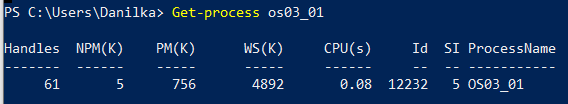 PS C:\Users\Danilka> Get-process os03_01
Handles  NPM(K)    PM(K)      WS(K)     CPU(s)     Id  SI ProcessName
-------  ------    -----      -----     ------     --  -- -----------
     61       5      756       4892       0.08  12232   5 OS03_01